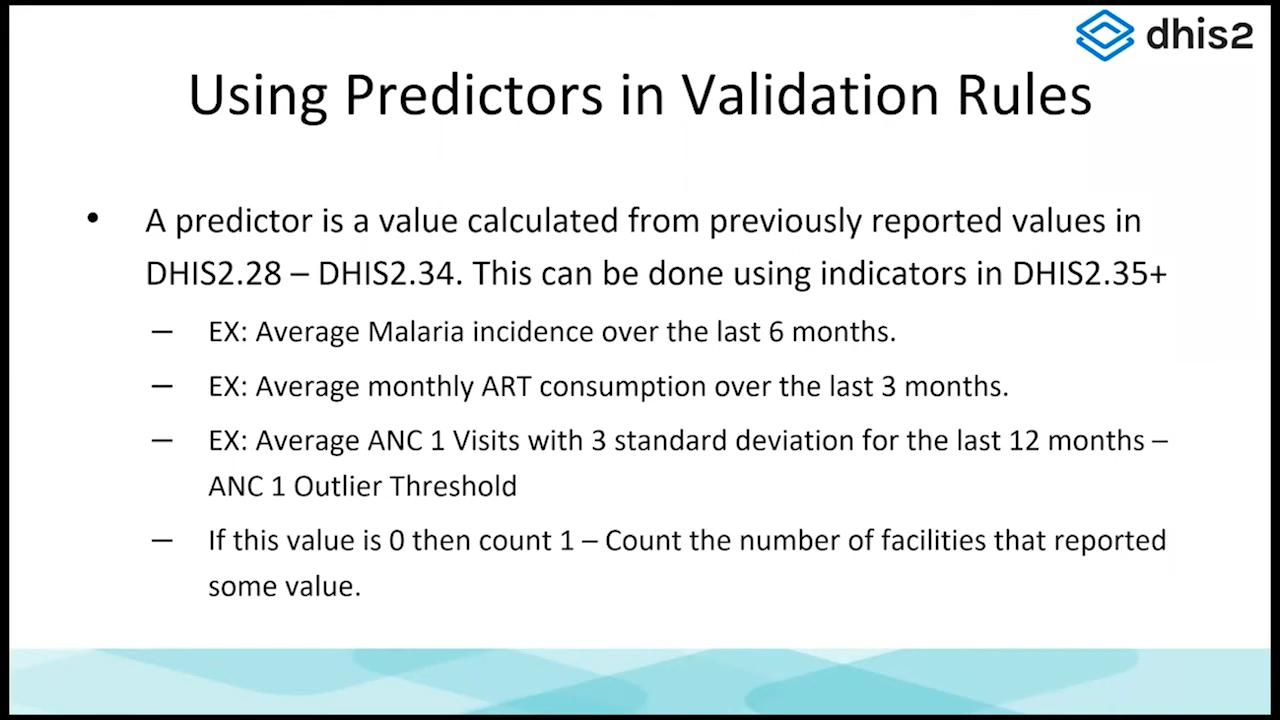 dhis2
Using Predictors in Validation Rules
• A predictor is a value calculated from previously reported values in
DHIS2.28 – DHIS2.34. This can be done using indicators in DHIS2.35+
– EX: Average Malaria incidence over the last 6 months.
– EX: Average monthly ART consumption over the last 3 months.
– EX: Average ANC 1 Visits with 3 standard deviation for the last 12 months –
ANC 1 Outlier Threshold
– If this value is 0 then count 1 – Count the number of facilities that reported
some value.